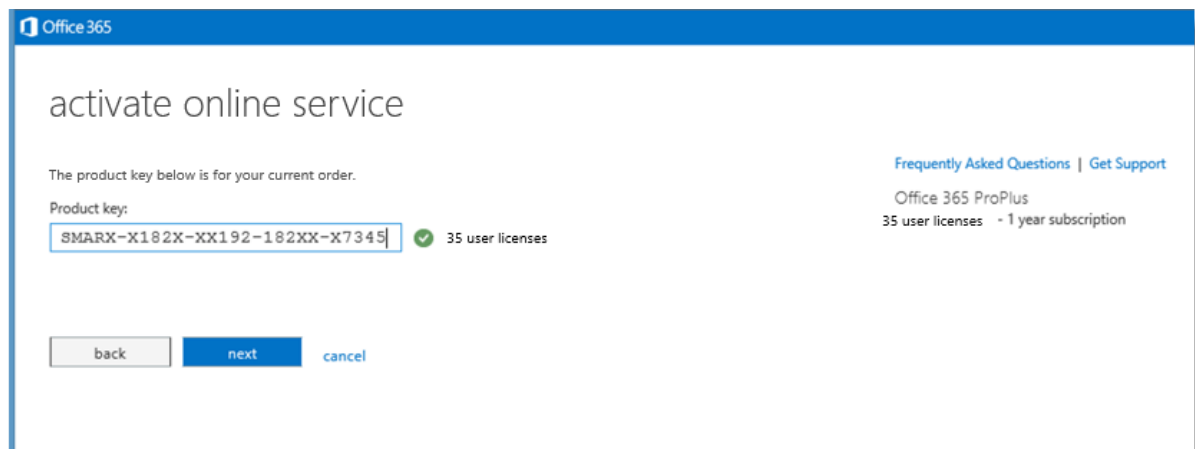 Office 365
activate online service
The product key below is for your current order.
Product key:
SMARX-X182X-XX192-182XX-X7345
35 user licenses
Frequently Asked Questions | Get Support
Office 365 ProPlus
35 user licenses - 1 year subscription
back next cancel